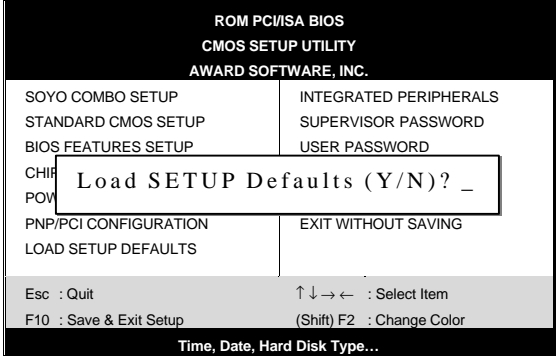 ROM PCI/ISA BIOS
CMOS SETUP UTILITY
AWARD SOFTWARE, INC.
SOYO COMBO SETUP
STANDARD CMOS SETUP
BIOS FEATURES SETUP
CHIP
POW
PNP/PCI CONFIGURATION
LOAD SETUP DEFAULTS
INTEGRATED PERIPHERALS
SUPERVISOR PASSWORD
USER PASSWORD
EXIT WITHOUT SAVING
Load SETUP Defaults (Y/N)? _
Esc : Quit
F10 : Save & Exit Setup
↑↓→← : Select Item
(Shift) F2 : Change Color
Time, Date, Hard Disk Type…